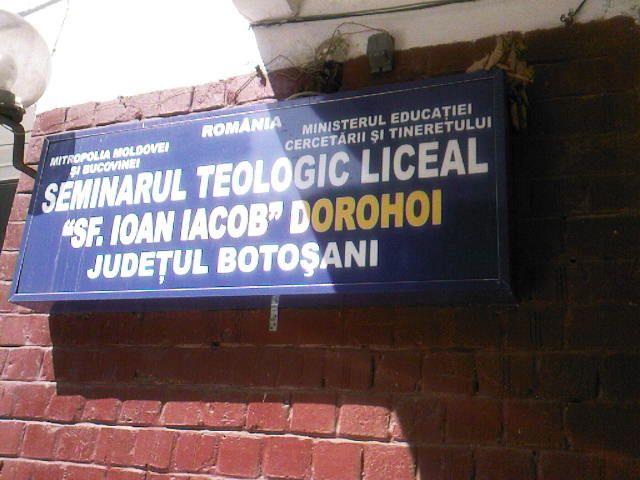 ROMÂNIA
MITROPOLIA MOLDOVEI
ȘI BUCOVINEI
MINISTERUL EDUCAȚIEI
CERCETĂRII ȘI TINERETULUI
SEMINARUL TEOLOGIC LICEAL
"SF. IOAN IACOB" DOROHOI
JUDEȚUL BOTOȘANI